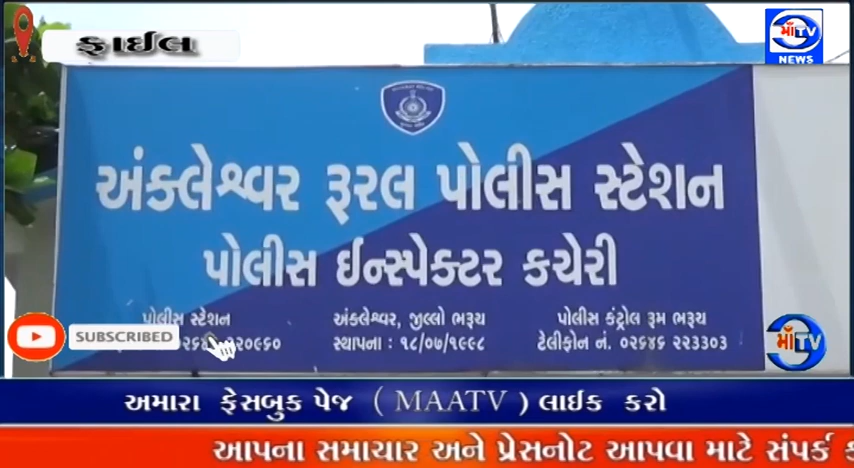 ફાઈલ
માઁ TV
NEWS
અંકલેશ્વર રૂરલ પોલીસ સ્ટેશન
પોલીસ ઈન્સ્પેક્ટર કચેરી
પોલીસ સ્ટેશન
અંકલેશ્વર, જીલ્લો ભરૂચ
સ્થાપના : ૧૮/૦૭/૧૯૯૮
પોલીસ કંટ્રોલ રૂમ ભરૂચ
ટેલીફોન નં. ૦૨૬૪૬ ૨૨૩૩૦૩
SUBSCRIBED
માઁ TV
અમારા ફેસબુક પેજ ( MAATV ) લાઈક કરો
આપના સમાચાર અને પ્રેસનોટ આપવા માટે સંપર્ક